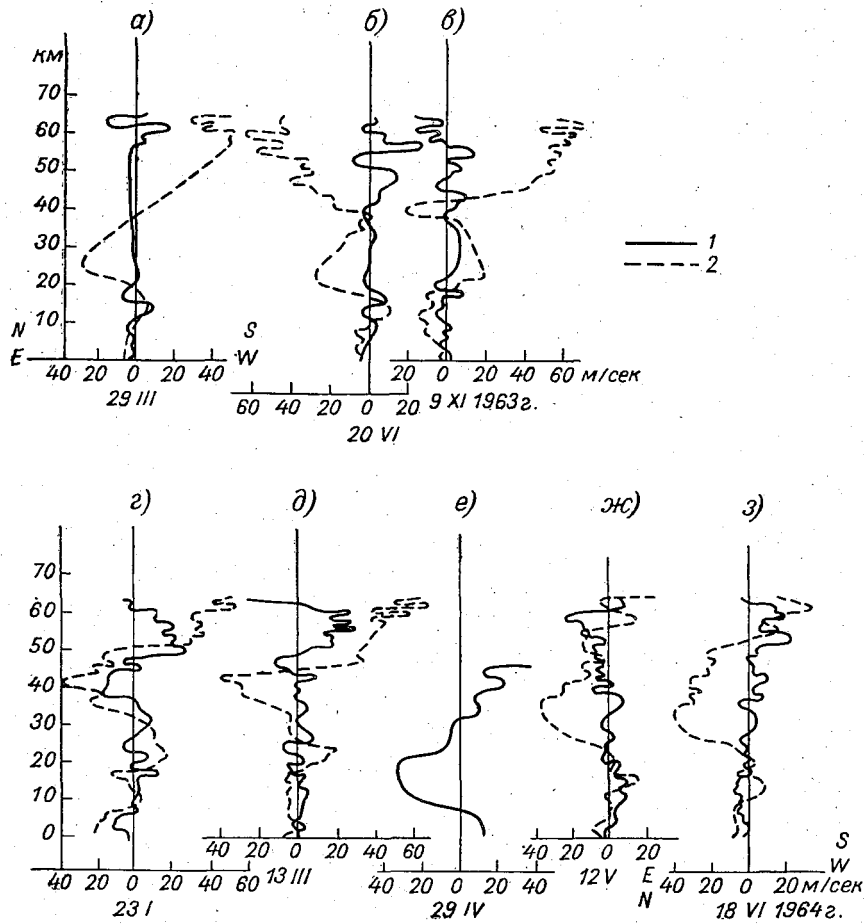 а) б) в)
км
70
60
50
40
30
20
10
N
E
S
W
1
2
40 20 0 20 40
29 III
60 40 20 0 20
20 VI
20 0 20 40 60 м/сек
9 XI 1963 г.
г) д) е) ж) з)
70
60
50
40
30
20
10
0
20 0 20 40 60
13 III
20 0 20
12 V
E
N
S
W
40 20 0 20 40 60
23 I
40 20 0 20 40
29 IV
40 20 0 20 м/сек
18 VI 1964 г.